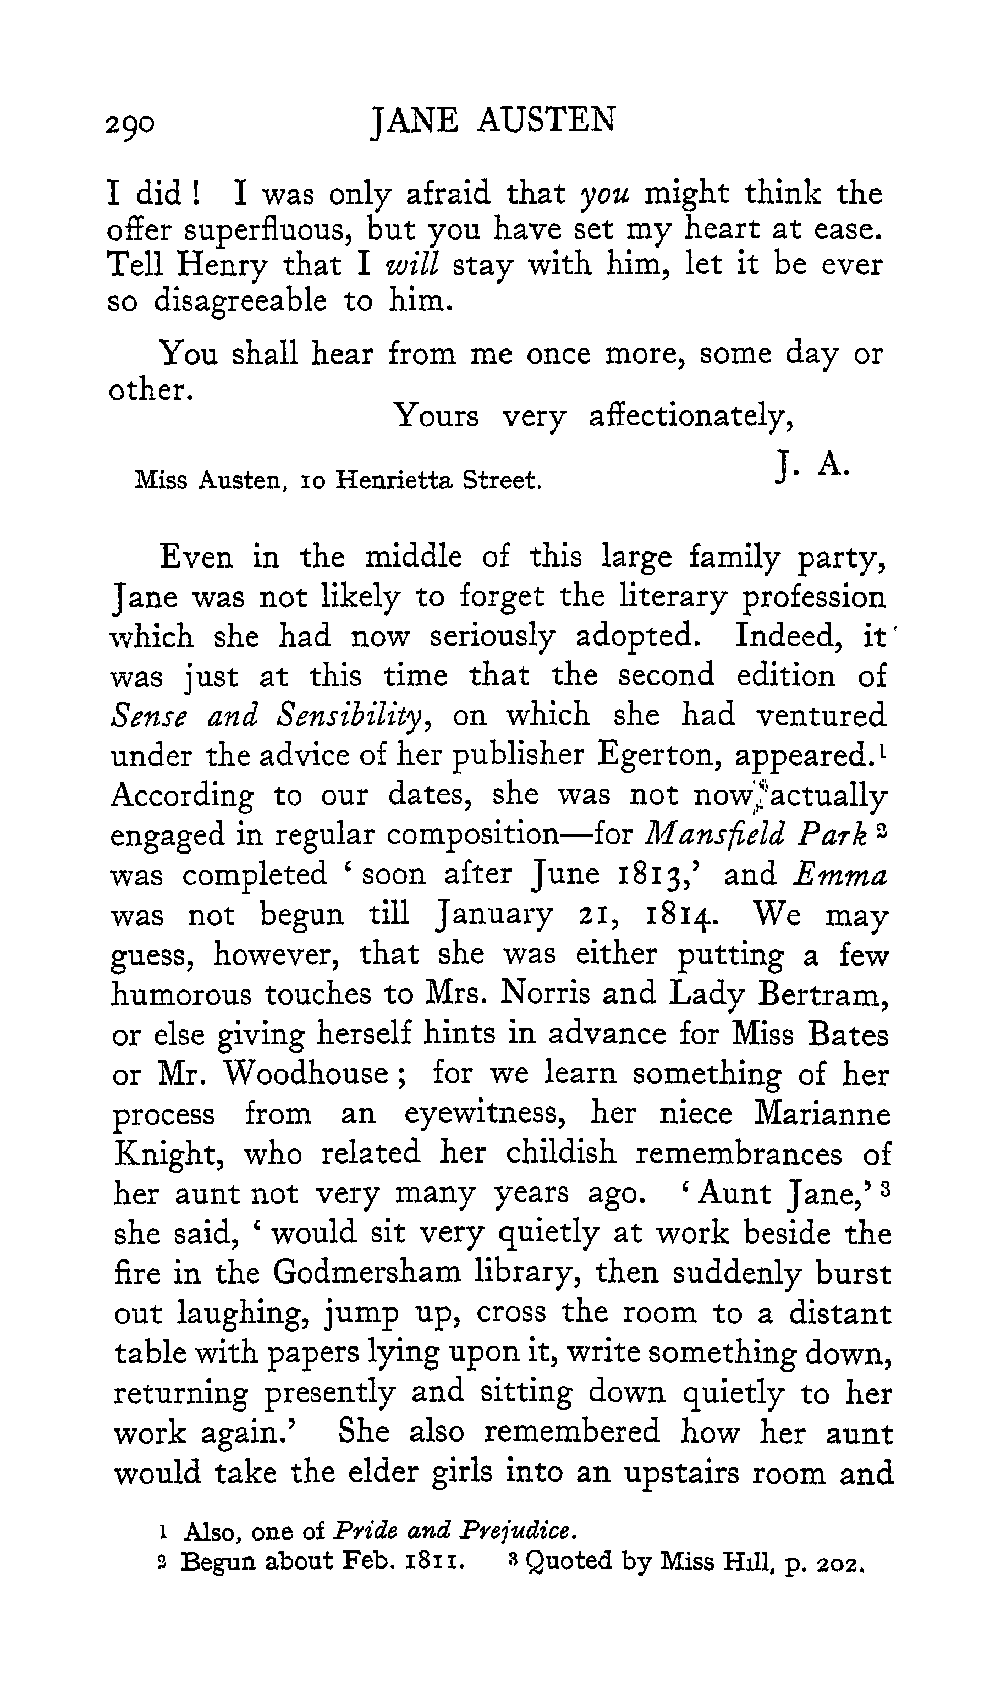 290 JANE AUSTEN
I did ! I was only afraid that you might think the
offer superfluous, but you have set my heart at ease.
Tell Henry that I will stay with him, let it be ever
so disagreeable to him.
You shall hear from me once more, some day or
other.
Yours very affectionately,
J. A.
Miss Austen, 10 Henrietta Street.
Even in the middle of this large family party,
Jane was not likely to forget the literary profession
which she had now seriously adopted. Indeed, it
was just at this time that the second edition of
Sense and Sensibility, on which she had ventured
under the advice of her publisher Egerton, appeared.¹
According to our dates, she was not now actually
engaged in regular composition—for Mansfield Park ²
was completed ‘ soon after June 1813,’ and Emma
was not begun till January 21, 1814. We may
guess, however, that she was either putting a few
humorous touches to Mrs. Norris and Lady Bertram,
or else giving herself hints in advance for Miss Bates
or Mr. Woodhouse ; for we learn something of her
process from an eyewitness, her niece Marianne
Knight, who related her childish remembrances of
her aunt not very many years ago. ‘ Aunt Jane,’ ³
she said, ‘ would sit very quietly at work beside the
fire in the Godmersham library, then suddenly burst
out laughing, jump up, cross the room to a distant
table with papers lying upon it, write something down,
returning presently and sitting down quietly to her
work again.’ She also remembered how her aunt
would take the elder girls into an upstairs room and
¹ Also, one of Pride and Prejudice.
² Begun about Feb. 1811. ³ Quoted by Miss Hill, p. 202.